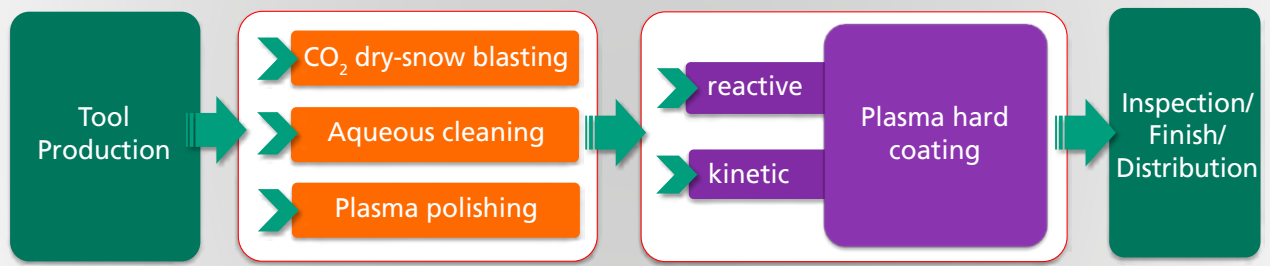 Tool
Production
CO₂ dry-snow blasting
Aqueous cleaning
Plasma polishing
reactive
kinetic
Plasma hard
coating
Inspection/
Finish/
Distribution